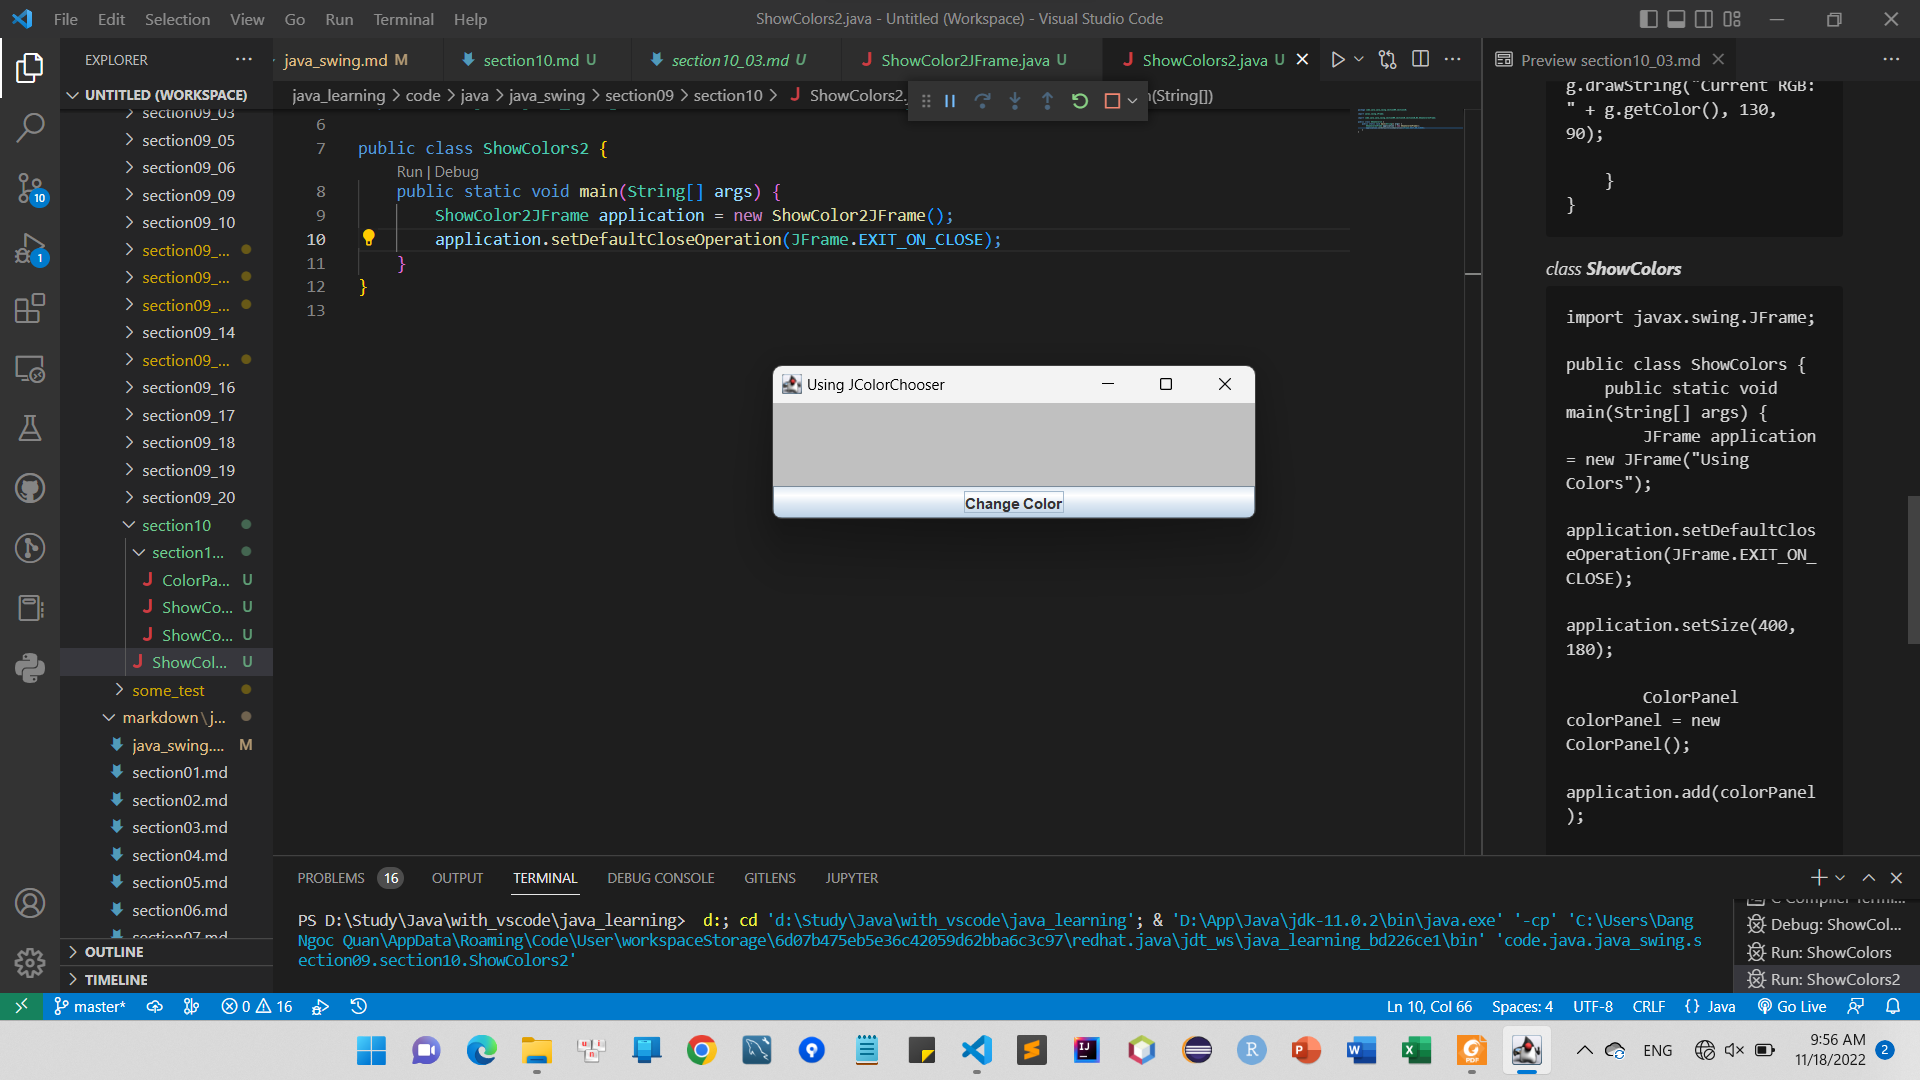 File Edit Selection View Go Run Terminal Help
ShowColors2.java - Untitled (Workspace) - Visual Studio Code
EXPLORER
UNTITLED (WORKSPACE)
section09_03
section09_05
section09_06
section09_09
section09_10
section09_...
section09_...
section09_...
section09_14
section09_...
section09_16
section09_17
section09_18
section09_19
section09_20
section10
section1...
ColorPa... U
ShowCo... U
ShowCo... U
ShowCol... U
some_test
markdown\j...
java_swing.... M
section01.md
section02.md
section03.md
section04.md
section05.md
section06.md
section07.md
OUTLINE
TIMELINE
10
1
java_swing.md M
section10.md U
section10_03.md U
ShowColor2JFrame.java U
ShowColors2.java U
java_learning > code > java > java_swing > section09 > section10 > ShowColors2.
(String[])
6
7 public class ShowColors2 {
Run | Debug
8 public static void main(String[] args) {
9 ShowColor2JFrame application = new ShowColor2JFrame();
10 application.setDefaultCloseOperation(JFrame.EXIT_ON_CLOSE);
11 }
12 }
13
Using JColorChooser
Change Color
Preview section10_03.md
g.drawString("Current RGB:
" + g.getColor(), 130,
90);
}
}
class ShowColors
import javax.swing.JFrame;
public class ShowColors {
public static void
main(String[] args) {
JFrame application
= new JFrame("Using
Colors");
application.setDefaultClos
eOperation(JFrame.EXIT_ON_
CLOSE);
application.setSize(400,
180);
ColorPanel
colorPanel = new
ColorPanel();
application.add(colorPanel
);
PROBLEMS 16 OUTPUT TERMINAL DEBUG CONSOLE GITLENS JUPYTER
PS D:\Study\Java\with_vscode\java_learning> d:; cd 'd:\Study\Java\with_vscode\java_learning'; & 'D:\App\Java\jdk-11.0.2\bin\java.exe' '-cp' 'C:\Users\Dang
Ngoc Quan\AppData\Roaming\Code\User\workspaceStorage\6d07b475eb5e36c42059d62bba6c3c97\redhat.java\jdt_ws\java_learning_bd226ce1\bin' 'code.java.java_swing.s
ection09.section10.ShowColors2'
C Compiler Termi...
Debug: ShowCol...
Run: ShowColors
Run: ShowColors2
master* 0 16
Ln 10, Col 66 Spaces: 4 UTF-8 CRLF {} Java Go Live
ENG
9:56 AM
11/18/2022
2